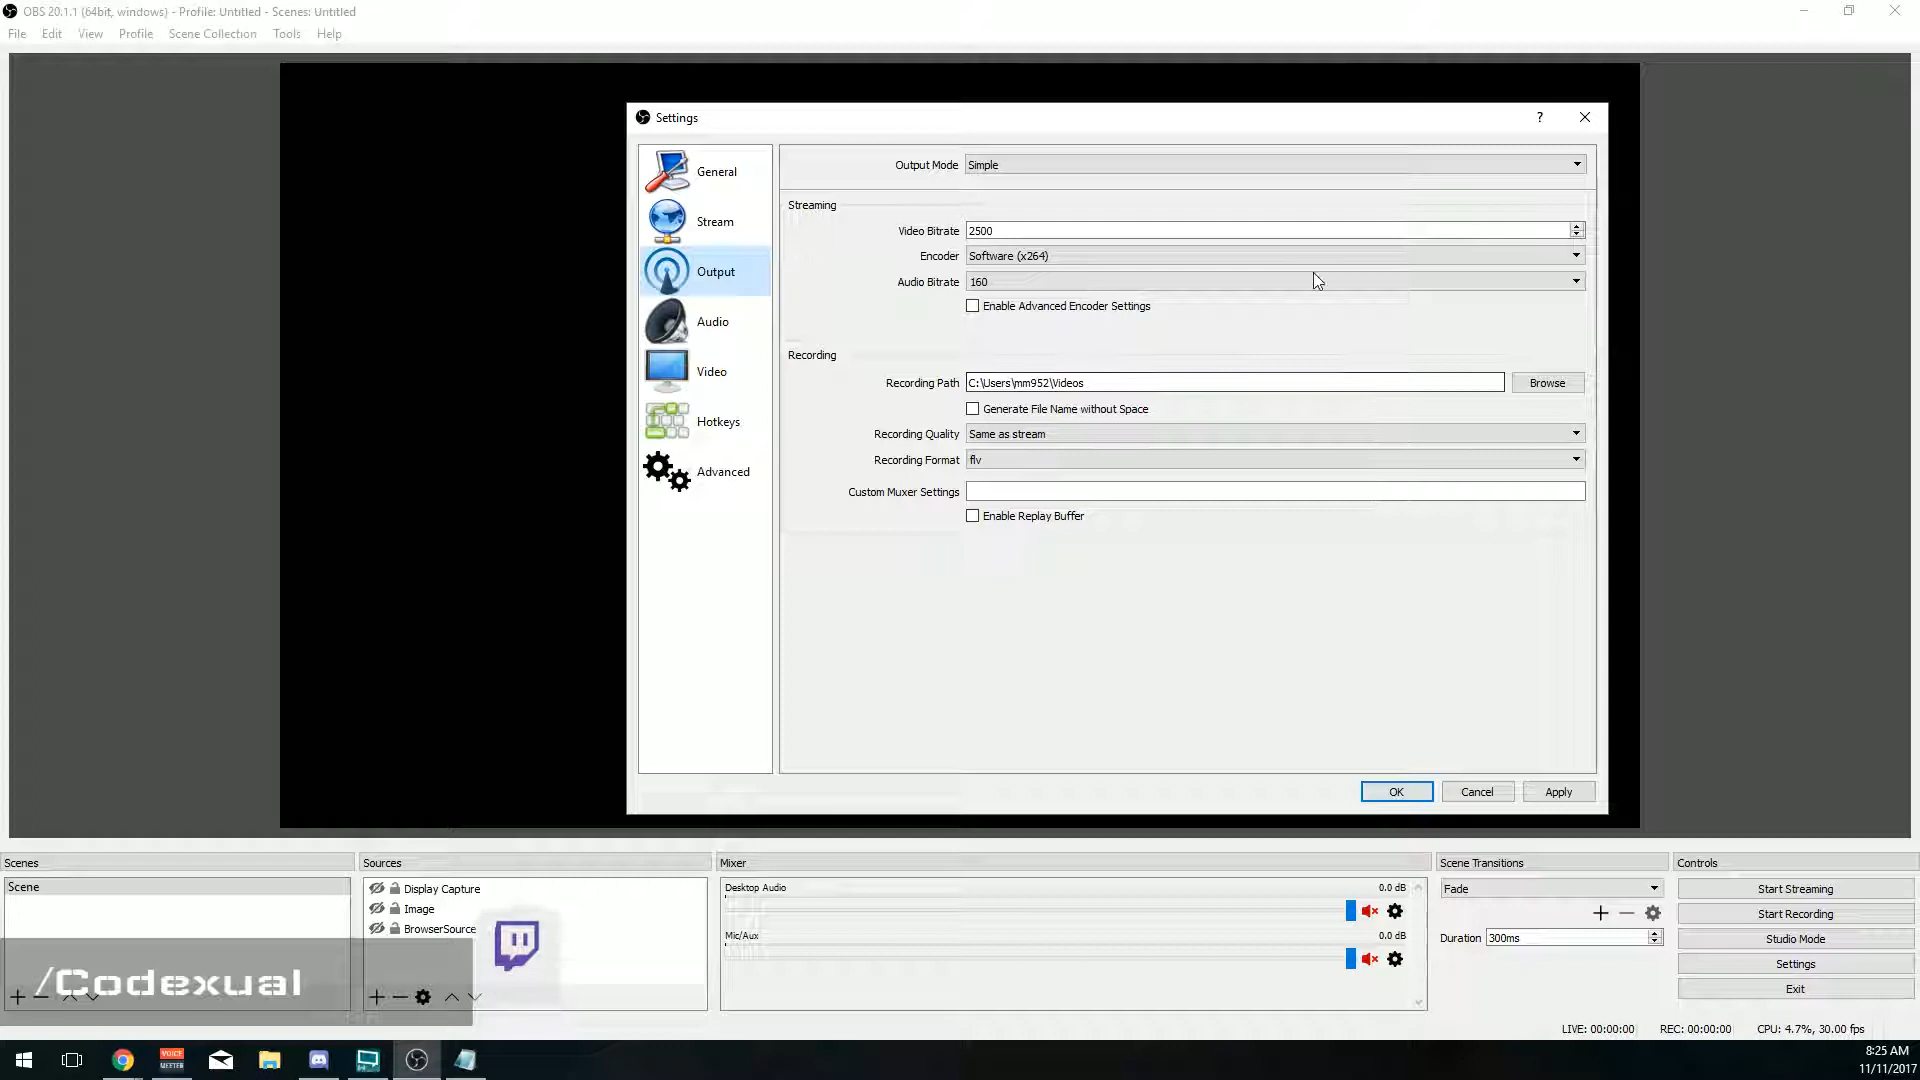 OBS 20.1.1 (64bit, windows) - Profile: Untitled - Scenes: Untitled
File Edit View Profile Scene Collection Tools Help
Settings ?
General
Stream
Output
Audio
Video
Hotkeys
Advanced
Output Mode Simple
Streaming
Video Bitrate 2500
Encoder Software (x264)
Audio Bitrate 160
Enable Advanced Encoder Settings
Recording
Recording Path C:\Users\mm952\Videos Browse
Generate File Name without Space
Recording Quality Same as stream
Recording Format flv
Custom Muxer Settings
Enable Replay Buffer
OK Cancel Apply
Scenes
Scene
Sources
Display Capture
Image
BrowserSource
/Codexual
Mixer
Desktop Audio 0.0 dB
Mic/Aux 0.0 dB
Scene Transitions
Fade
Duration 300ms
Controls
Start Streaming
Start Recording
Studio Mode
Settings
Exit
LIVE: 00:00:00 REC: 00:00:00 CPU: 4.7%, 30.00 fps
VOICE
MEETER
8:25 AM
11/11/2017